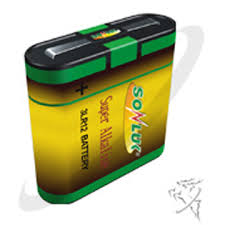 SONLUX
Super Alkaline
3LR12 BATTERY
+